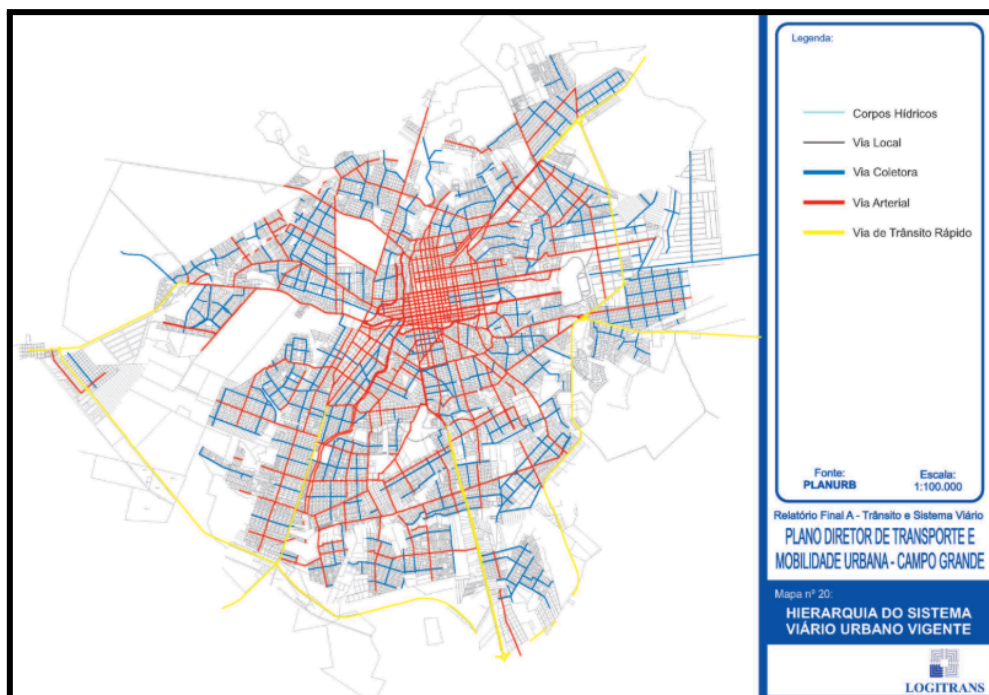 Legenda:
Corpos Hídricos
Via Local
Via Coletora
Via Arterial
Via de Trânsito Rápido
Fonte:
PLANURB
Escala:
1:100.000
Relatório Final A - Trânsito e Sistema Viário
PLANO DIRETOR DE TRANSPORTE E
MOBILIDADE URBANA - CAMPO GRANDE
Mapa nº 20:
HIERARQUIA DO SISTEMA
VIÁRIO URBANO VIGENTE
LOGITRANS